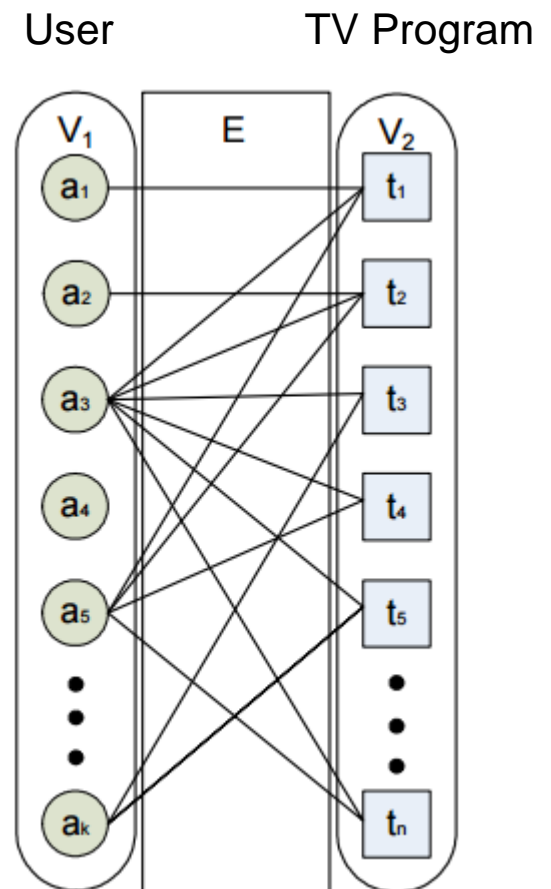 User TV Program
V₁ E V₂
a₁ t₁
a₂ t₂
a₃ t₃
a₄ t₄
a₅ t₅
aₖ tₙ